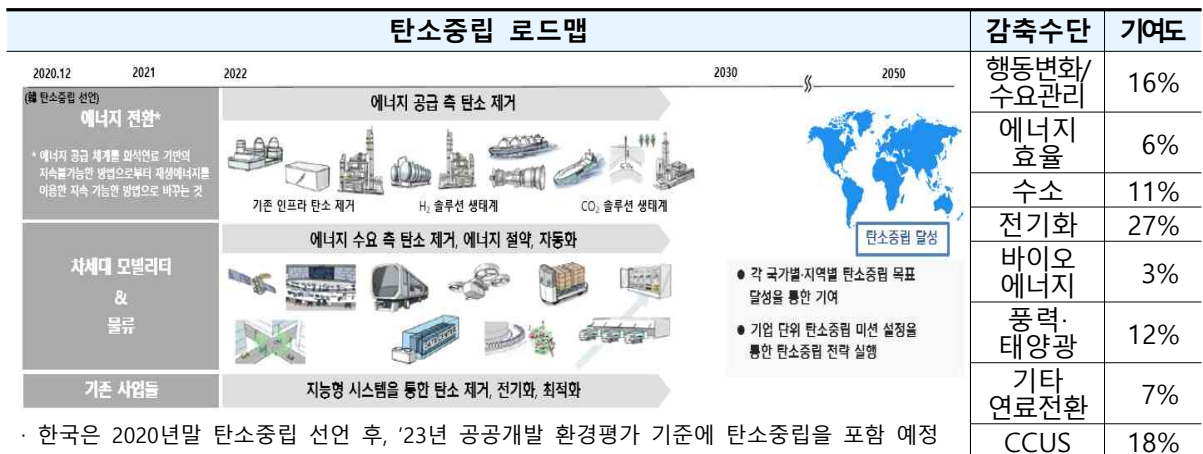 탄소중립 로드맵
감축수단 기여도
2020.12 2021 2022 2030 2050
(韓 탄소중립 선언)
에너지 전환*
* 에너지 공급 체계를 화석연료 기반의
지속불가능한 방법으로부터 재생에너지를
이용한 지속 가능한 방법으로 바꾸는 것
에너지 공급 측 탄소 제거
기존 인프라 탄소 제거 H₂ 솔루션 생태계 CO₂ 솔루션 생태계
탄소중립 달성
차세대 모빌리티
&
물류
에너지 수요 측 탄소 제거, 에너지 절약, 자동화
● 각 국가별·지역별 탄소중립 목표
달성을 통한 기여
● 기업 단위 탄소중립 미션 설정을
통한 탄소중립 전략 실행
기존 사업들
지능형 시스템을 통한 탄소 제거, 전기화, 최적화
· 한국은 2020년말 탄소중립 선언 후, '23년 공공개발 환경평가 기준에 탄소중립을 포함 예정
행동변화/
수요관리 16%
에너지
효율 6%
수소 11%
전기화 27%
바이오
에너지 3%
풍력·
태양광 12%
기타
연료전환 7%
CCUS 18%